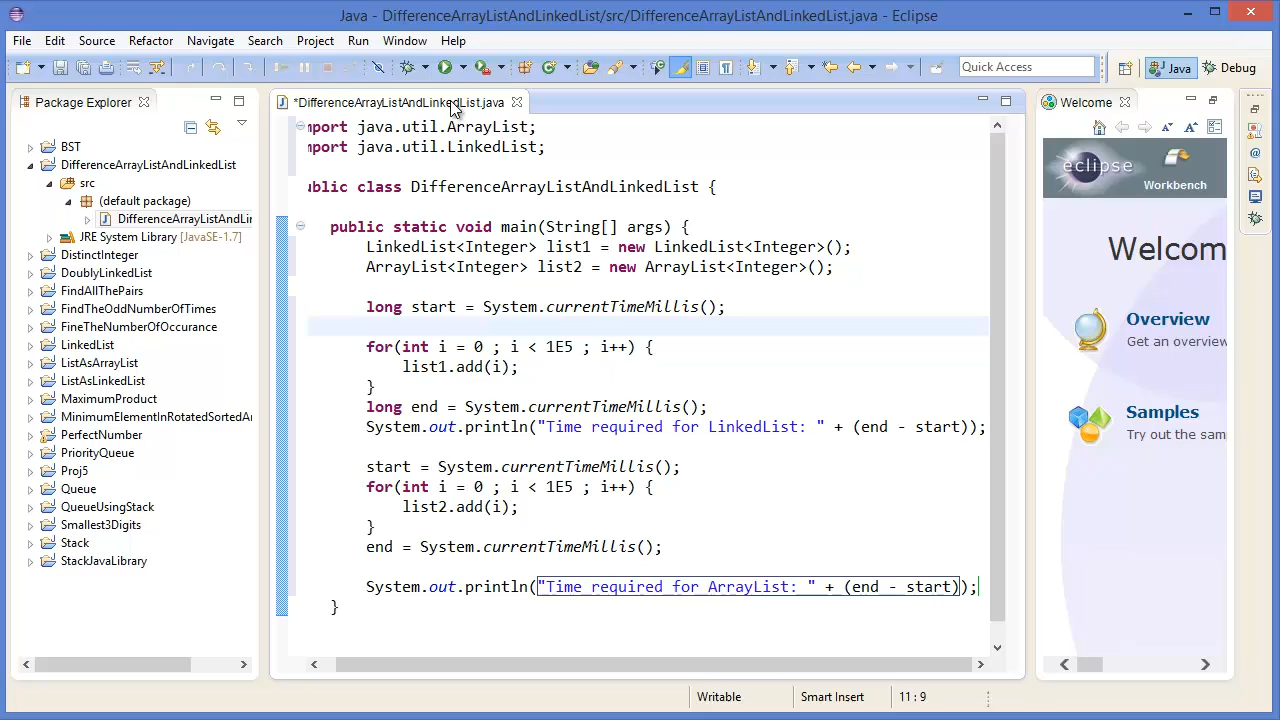 Java - DifferenceArrayListAndLinkedList/src/DifferenceArrayListAndLinkedList.java - Eclipse
File Edit Source Refactor Navigate Search Project Run Window Help
Quick Access Java Debug
Package Explorer
BST
DifferenceArrayListAndLinkedList
src
(default package)
DifferenceArrayListAndLin
JRE System Library [JavaSE-1.7]
DistinctInteger
DoublyLinkedList
FindAllThePairs
FindTheOddNumberOfTimes
FineTheNumberOfOccurance
LinkedList
ListAsArrayList
ListAsLinkedList
MaximumProduct
MinimumElementInRotatedSortedAr
PerfectNumber
PriorityQueue
Proj5
Queue
QueueUsingStack
Smallest3Digits
Stack
StackJavaLibrary
*DifferenceArrayListAndLinkedList.java
mport java.util.ArrayList;
mport java.util.LinkedList;
ublic class DifferenceArrayListAndLinkedList {
public static void main(String[] args) {
LinkedList<Integer> list1 = new LinkedList<Integer>();
ArrayList<Integer> list2 = new ArrayList<Integer>();
long start = System.currentTimeMillis();
for(int i = 0 ; i < 1E5 ; i++) {
list1.add(i);
}
long end = System.currentTimeMillis();
System.out.println("Time required for LinkedList: " + (end - start));
start = System.currentTimeMillis();
for(int i = 0 ; i < 1E5 ; i++) {
list2.add(i);
}
end = System.currentTimeMillis();
System.out.println("Time required for ArrayList: " + (end - start));
}
Welcome
eclipse
Workbench
Welcom
Overview
Get an overview
Samples
Try out the sam
Writable Smart Insert 11 : 9